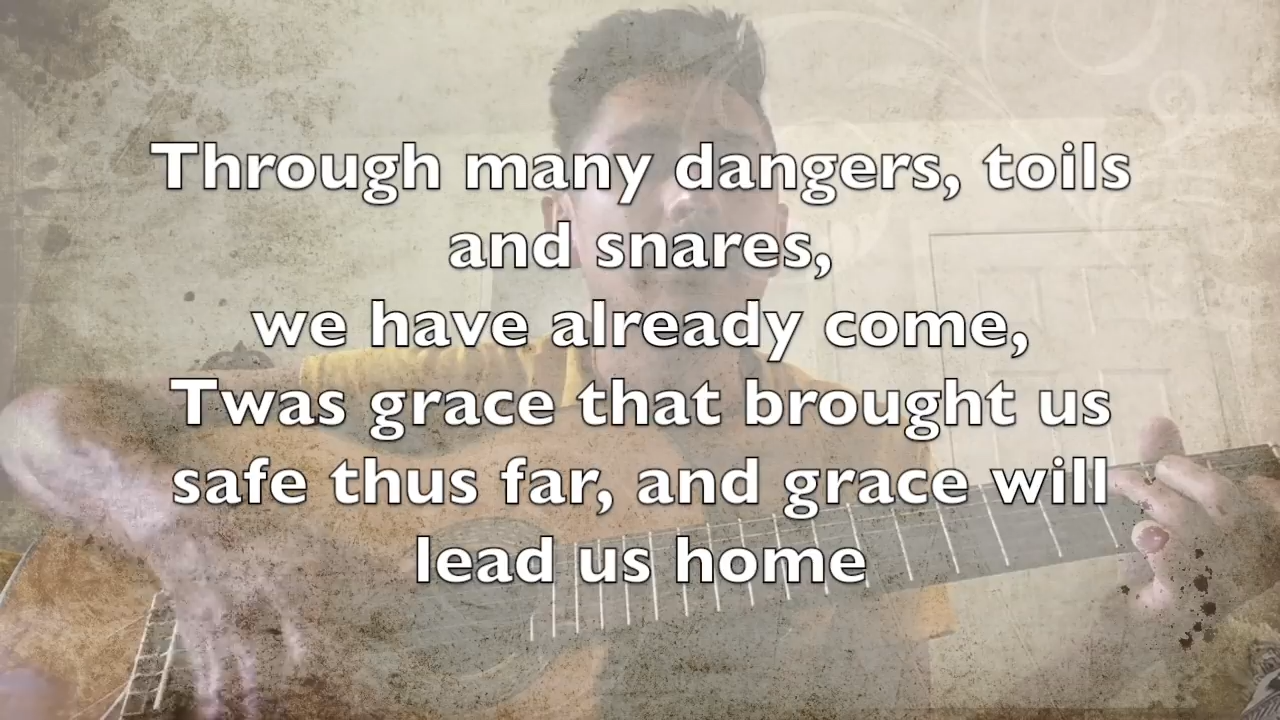 Through many dangers, toils
and snares,
we have already come,
Twas grace that brought us
safe thus far, and grace will
lead us home